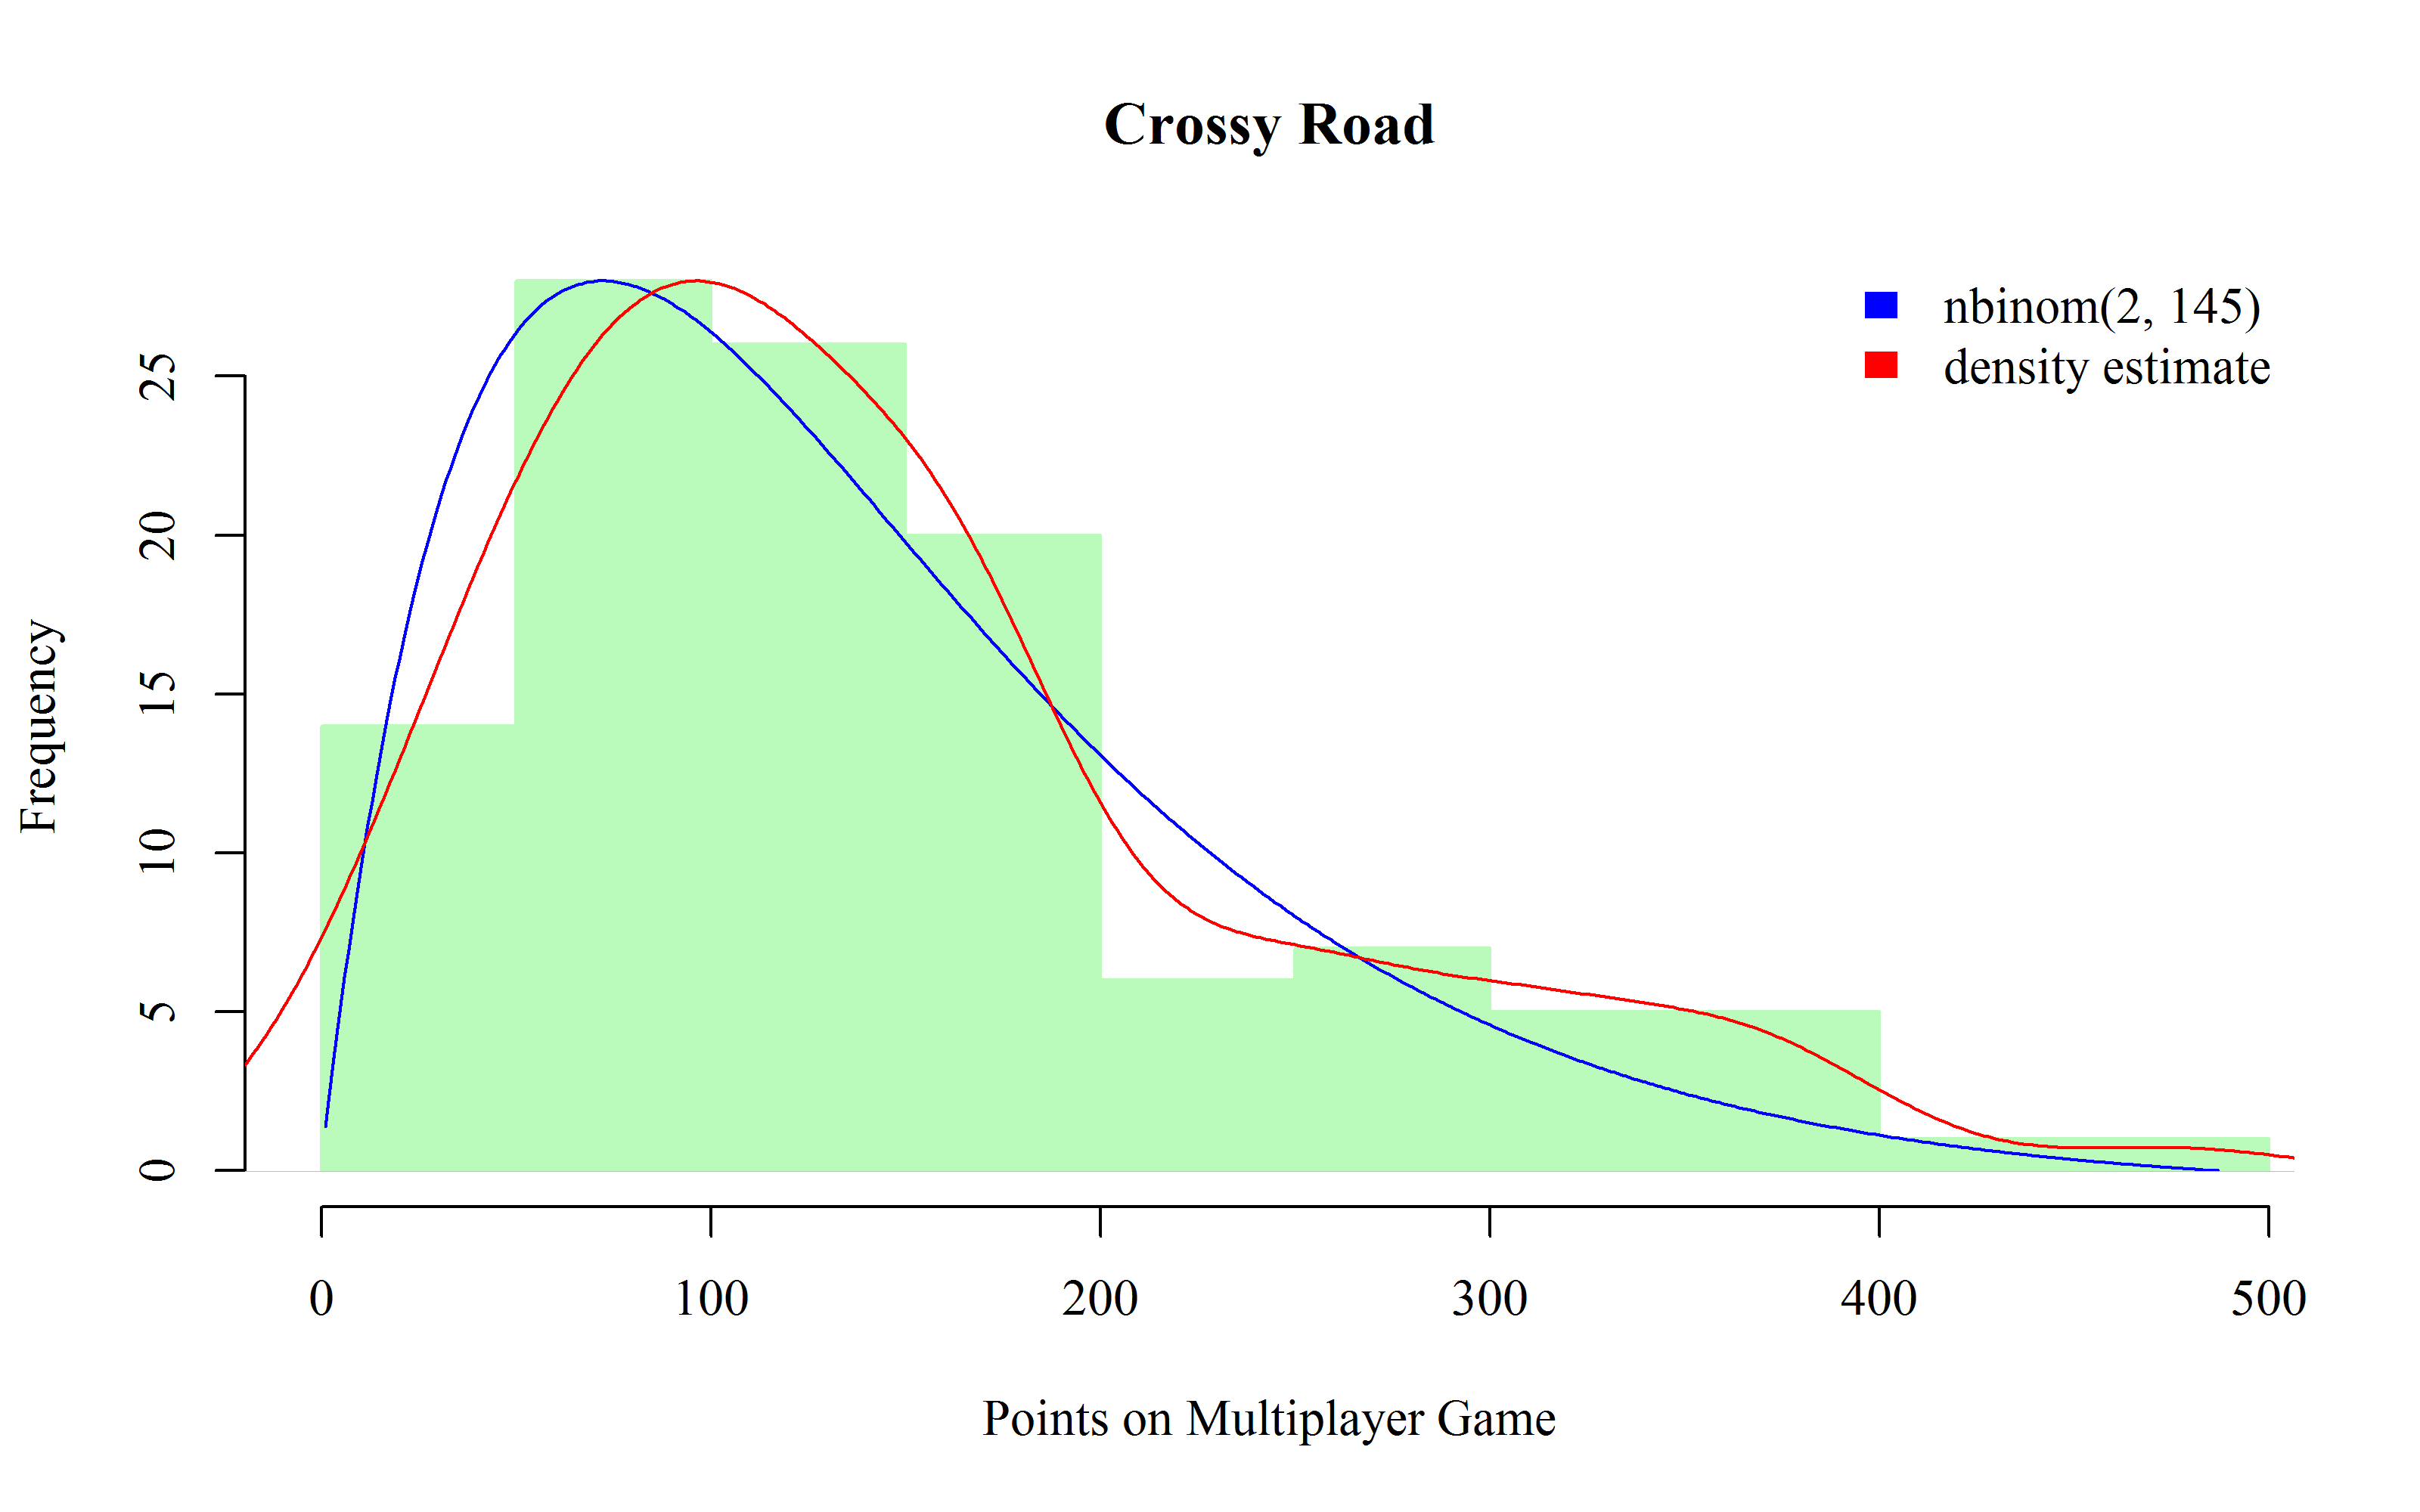 Crossy Road
nbinom(2, 145)
density estimate
Frequency
25
20
15
10
5
0
0 100 200 300 400 500
Points on Multiplayer Game